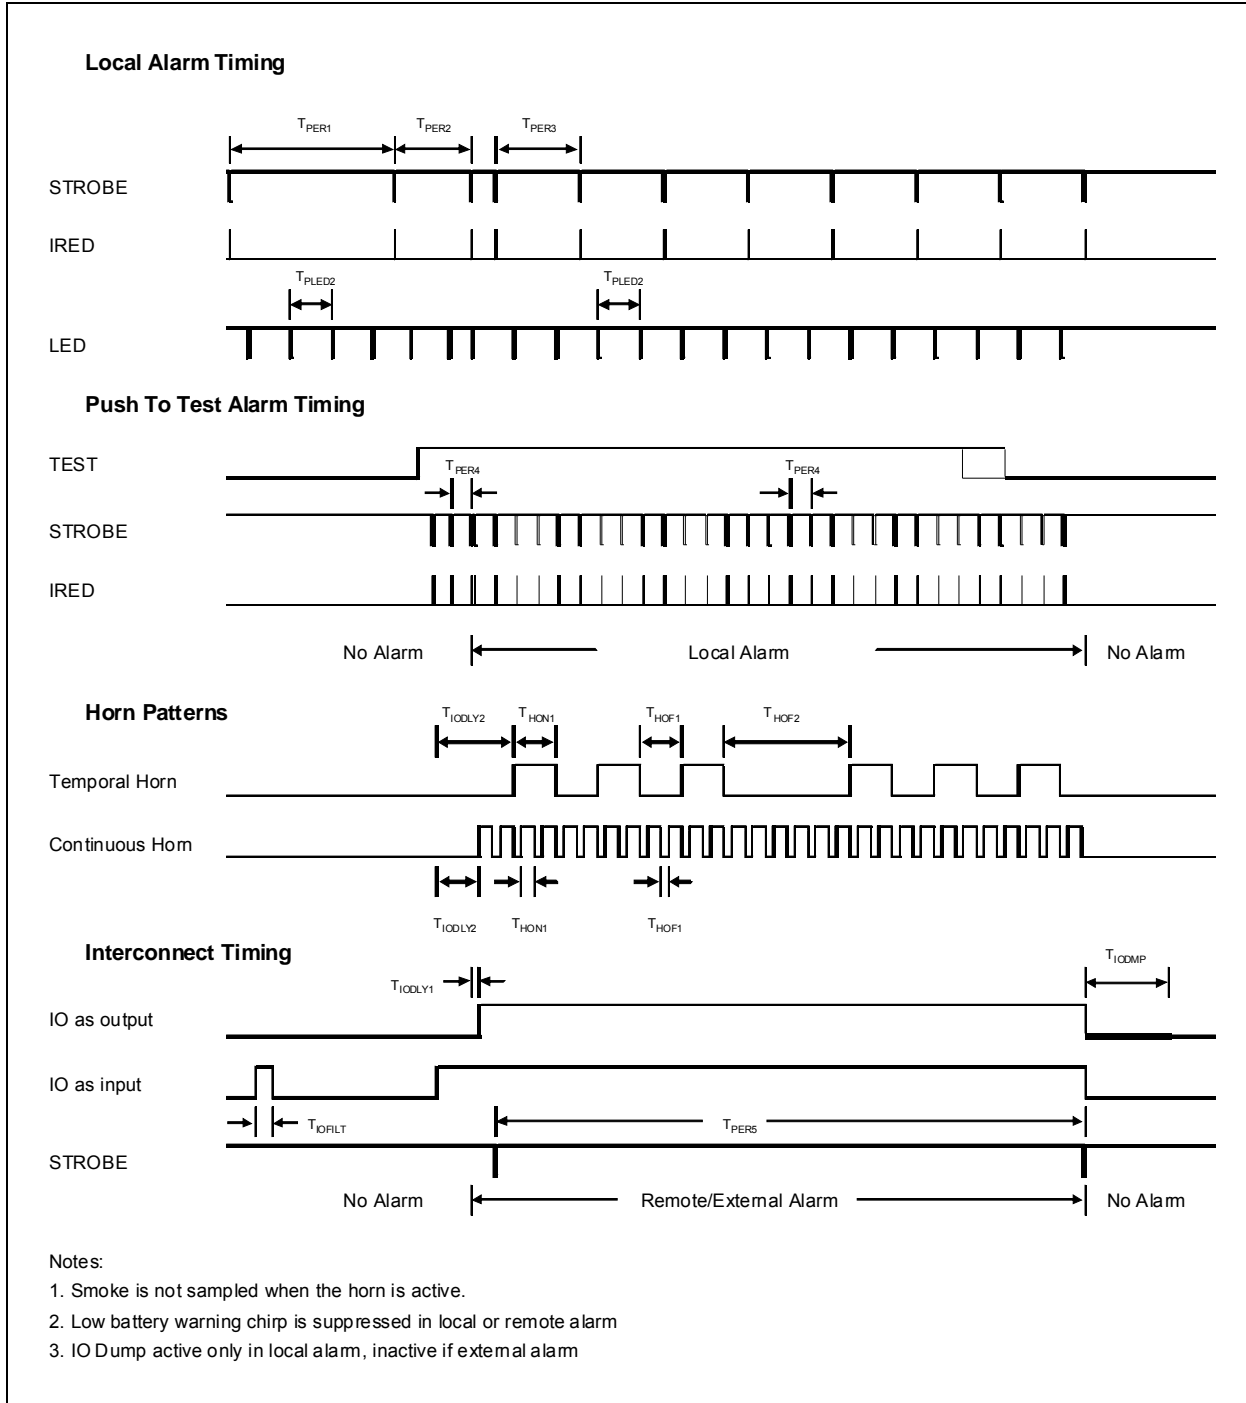 Local Alarm Timing
TPER1 TPER2 TPER3
STROBE
IRED
TPLED2 TPLED2
LED
Push To Test Alarm Timing
TEST
TPER4 TPER4
STROBE
IRED
No Alarm Local Alarm No Alarm
Horn Patterns
TIODLY2 THON1 THOF1 THOF2
Temporal Horn
Continuous Horn
TIODLY2 THON1 THOF1
Interconnect Timing
TIODLY1 TIODMP
IO as output
IO as input
TIOFILT TPER5
STROBE
No Alarm Remote/External Alarm No Alarm
Notes:
1. Smoke is not sampled when the horn is active.
2. Low battery warning chirp is suppressed in local or remote alarm
3. IO Dump active only in local alarm, inactive if external alarm